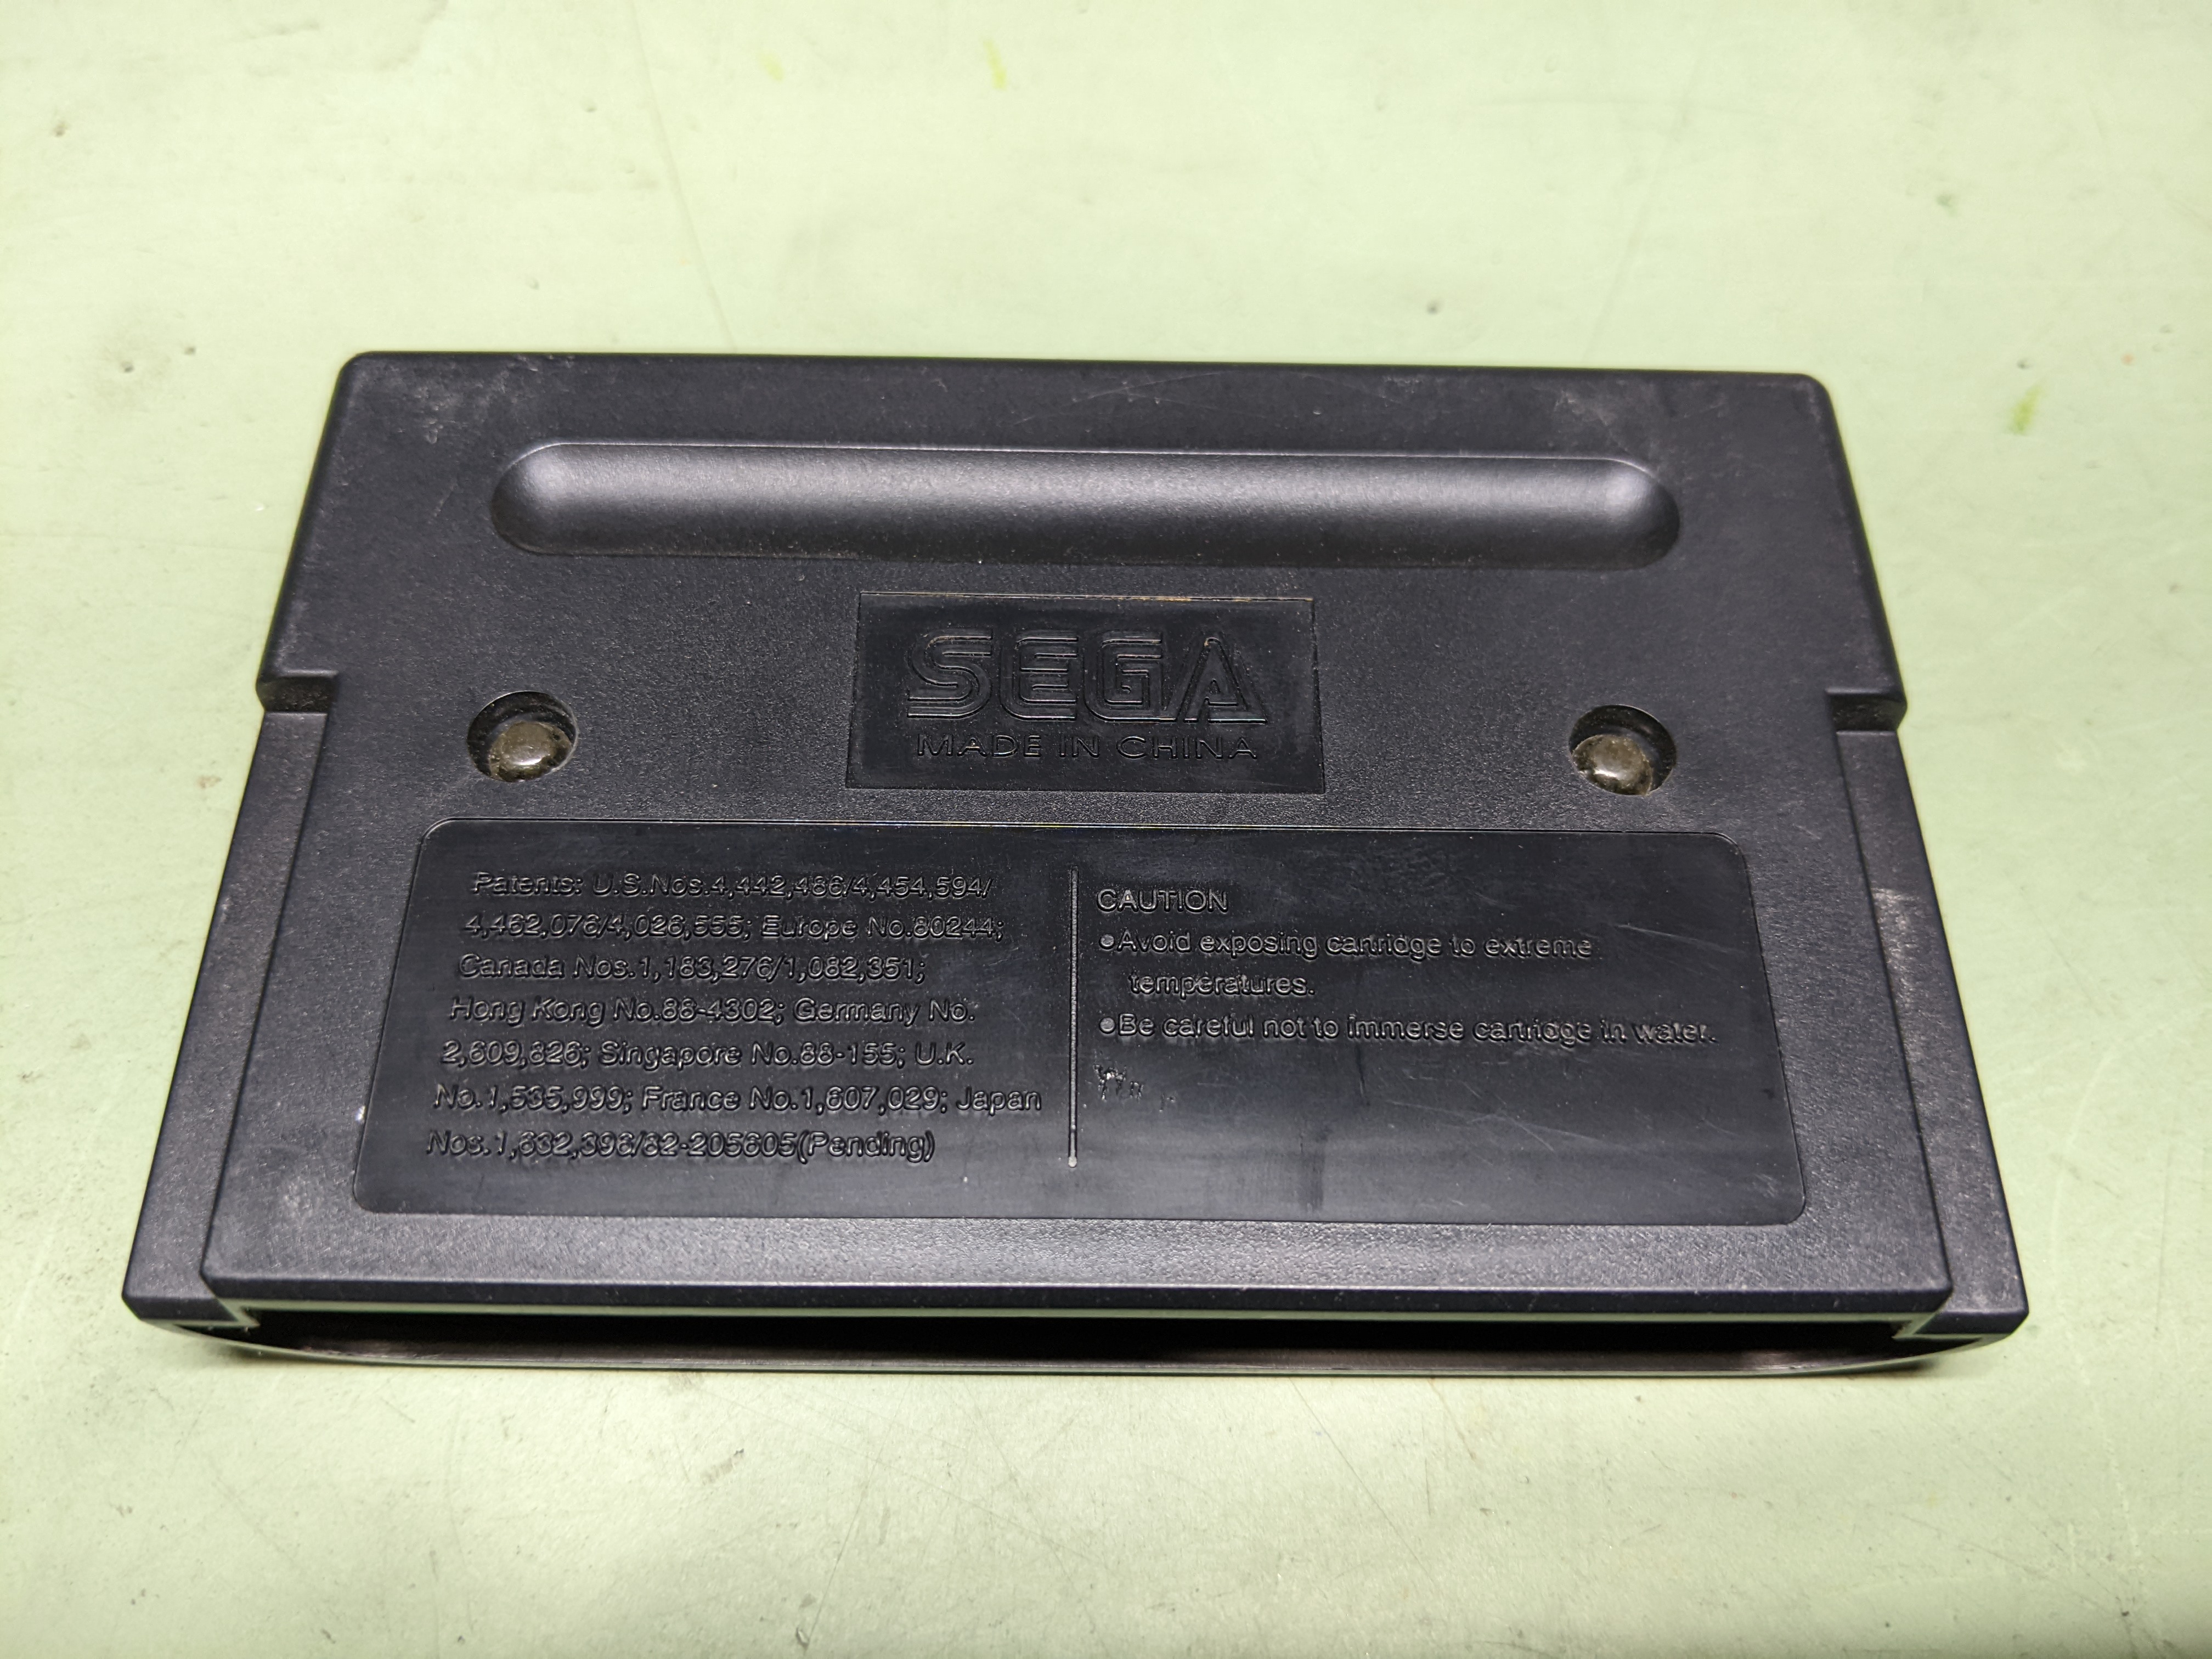 SEGA
MADE IN CHINA
Patents: U.S.Nos.4,442,486/4,454,594/
4,462,076/4,026,555; Europe No.80244;
Canada Nos.1,183,276/1,082,351;
Hong Kong No.88-4302; Germany No.
2,609,826; Singapore No.88-155; U.K.
No.1,535,999; France No.1,607,029; Japan
Nos.1,632,396/82-205605(Pending)
CAUTION
●Avoid exposing cartridge to extreme
temperatures.
●Be careful not to immerse cartridge in water.